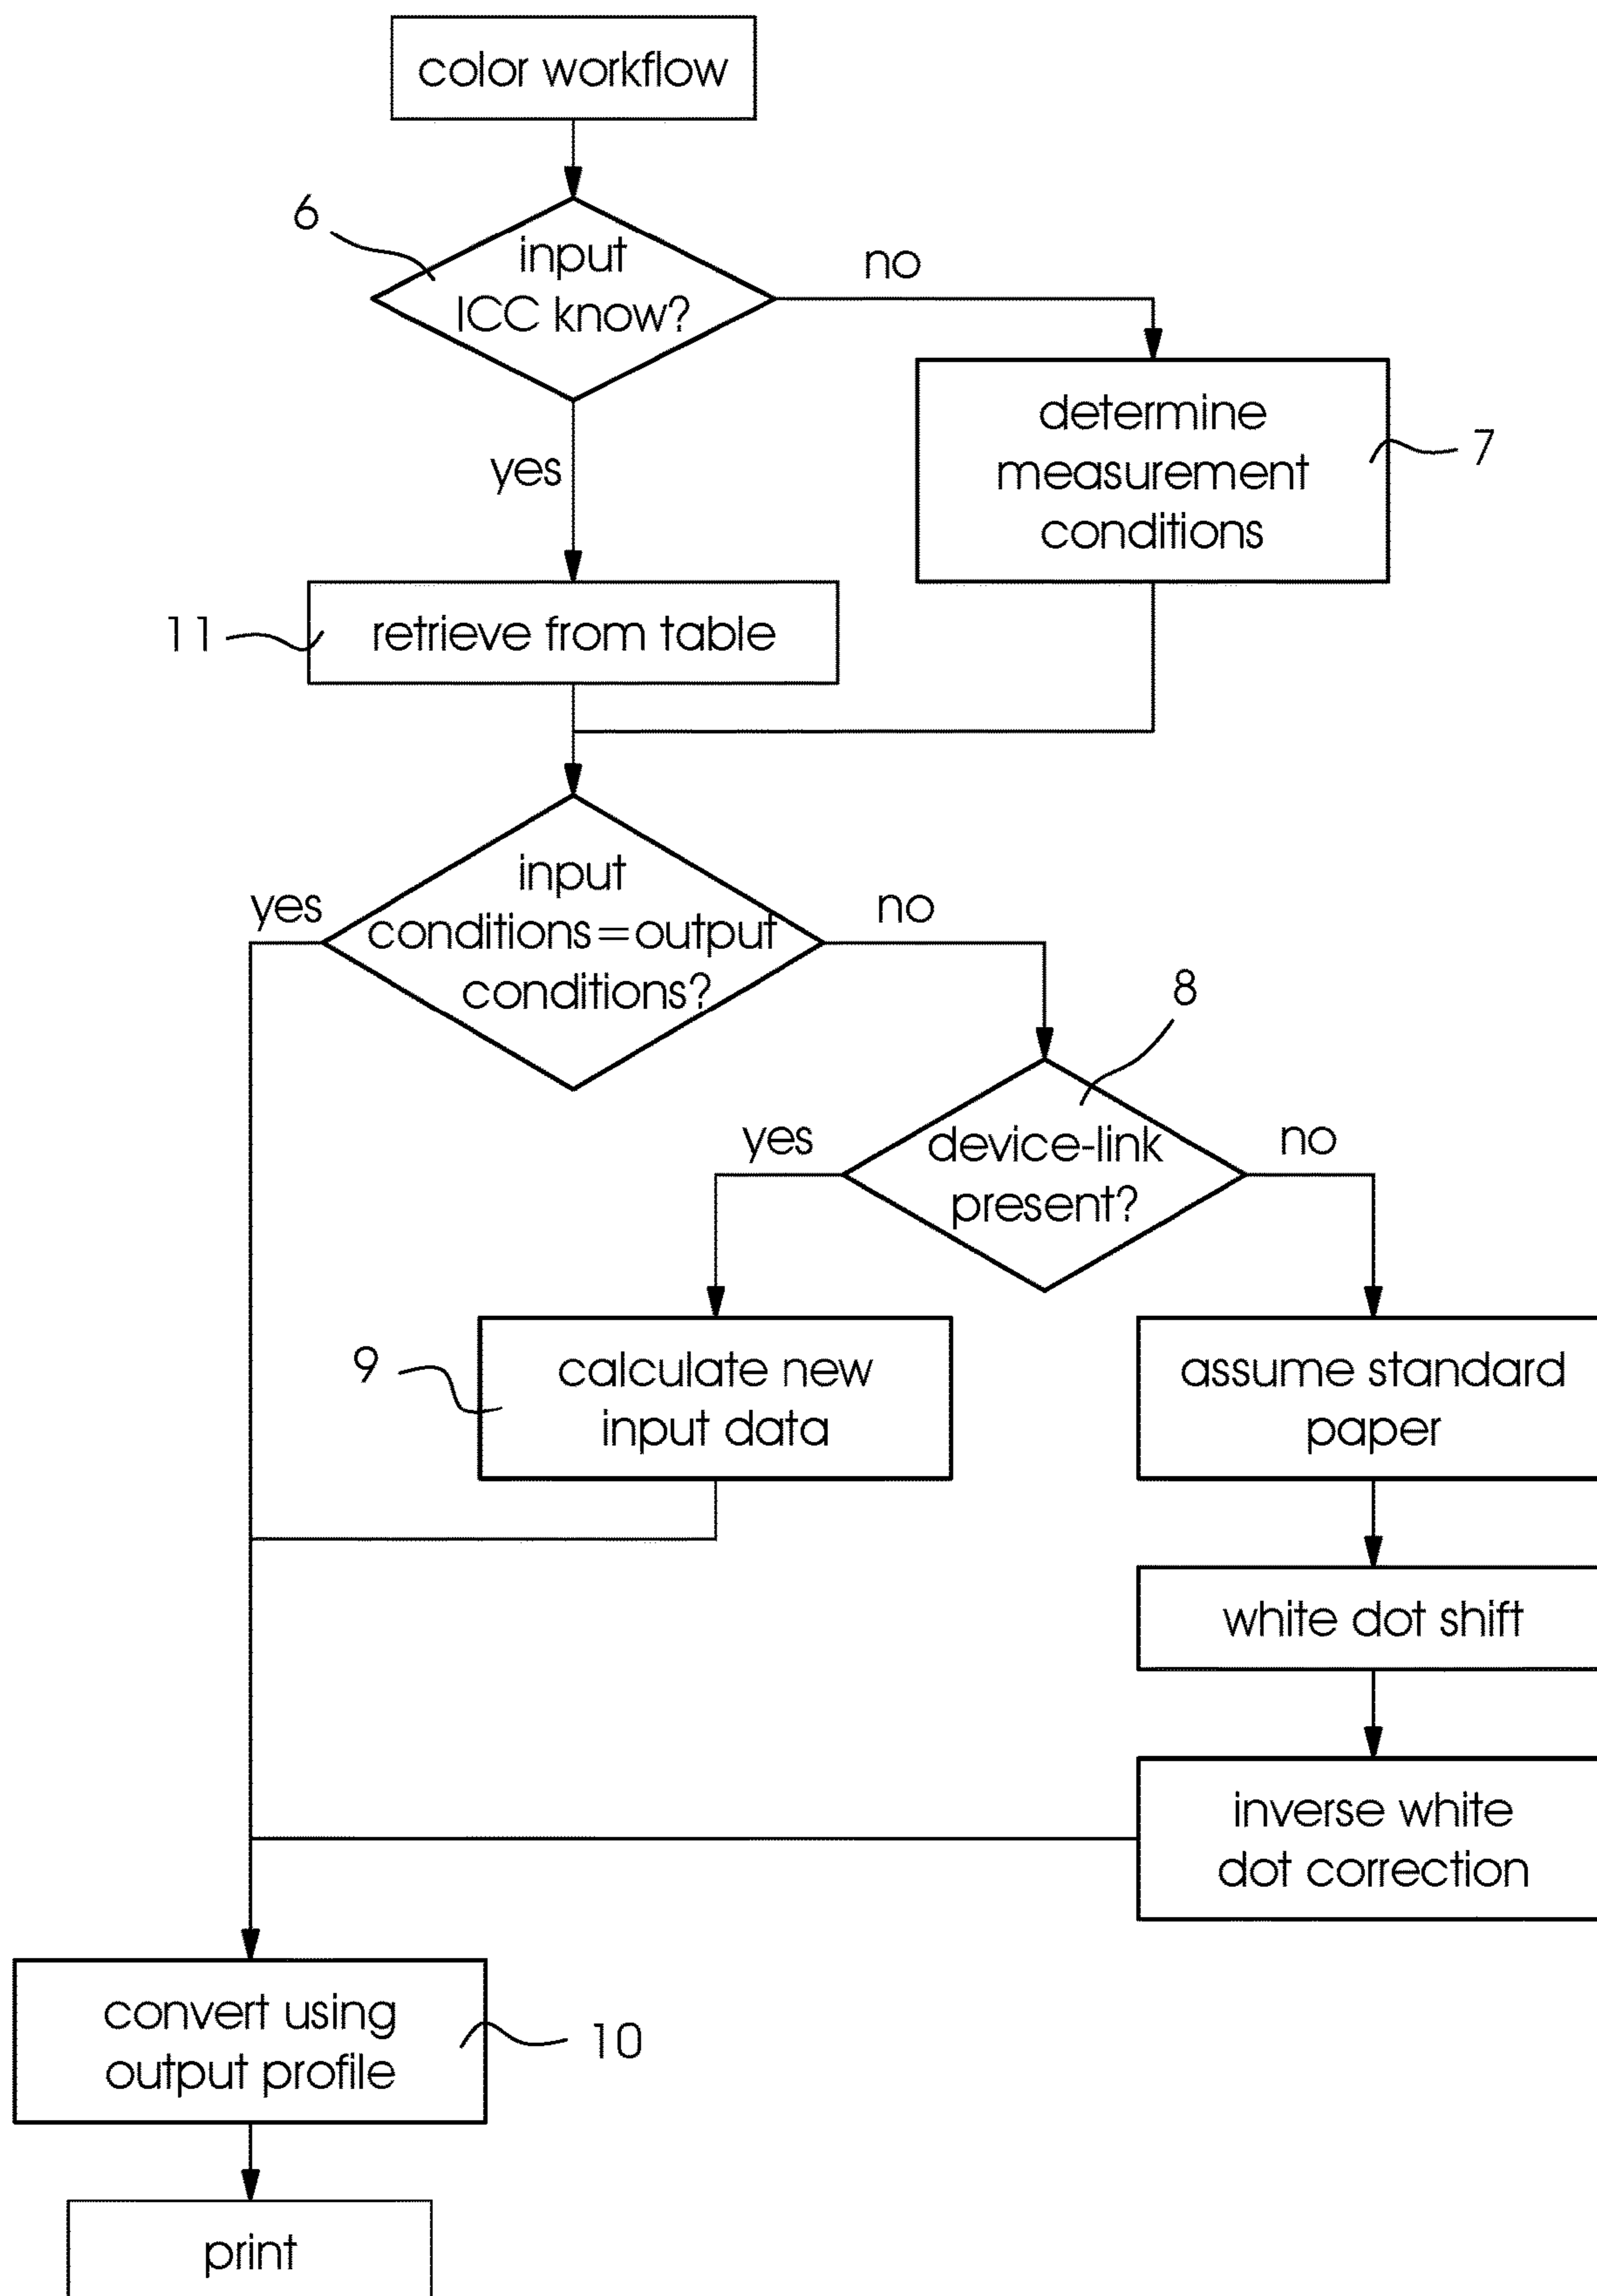 color workflow
6
input
ICC know?
no
yes
determine
measurement
conditions
7
11
retrieve from table
input
conditions=output
conditions?
yes
no
8
device-link
present?
yes
no
9
calculate new
input data
assume standard
paper
white dot shift
inverse white
dot correction
convert using
output profile
10
print